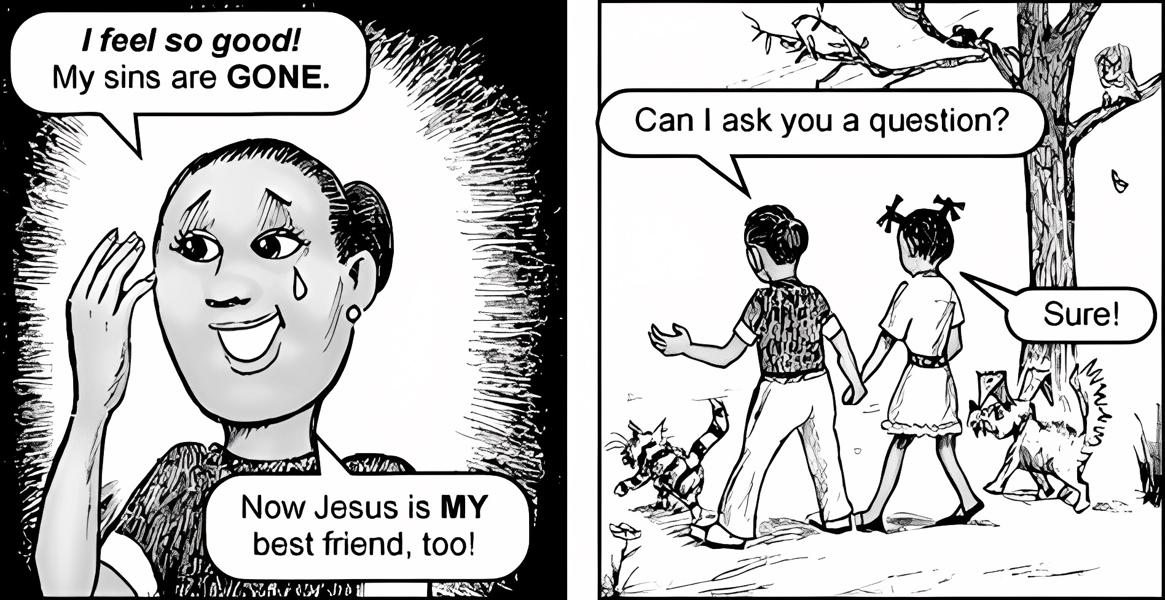 I feel so good!
My sins are GONE.
Now Jesus is MY
best friend, too!
Can I ask you a question?
Sure!